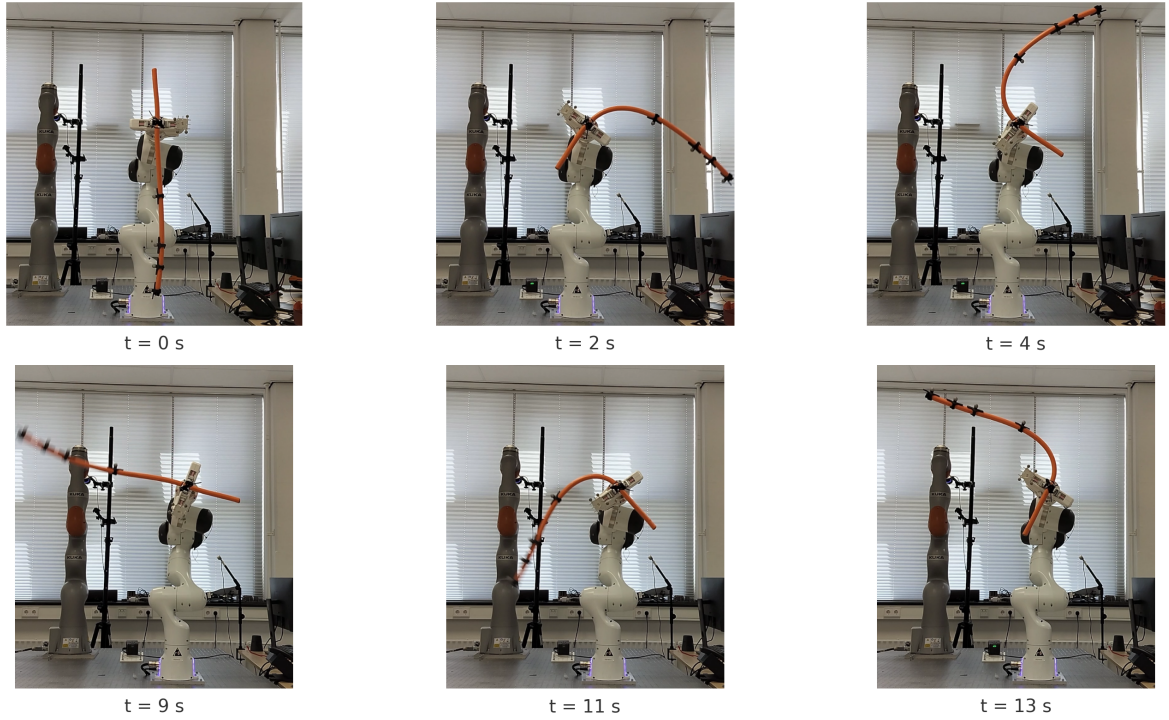 t = 0 s
t = 2 s
t = 4 s
t = 9 s
t = 11 s
t = 13 s